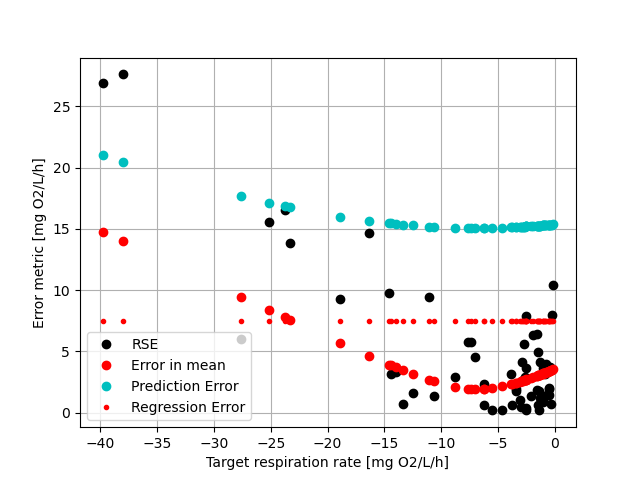 25
20
15
10
5
0
Error metric [mg O2/L/h]
RSE
Error in mean
Prediction Error
Regression Error
−40
−35
−30
−25
−20
−15
−10
−5
0
Target respiration rate [mg O2/L/h]